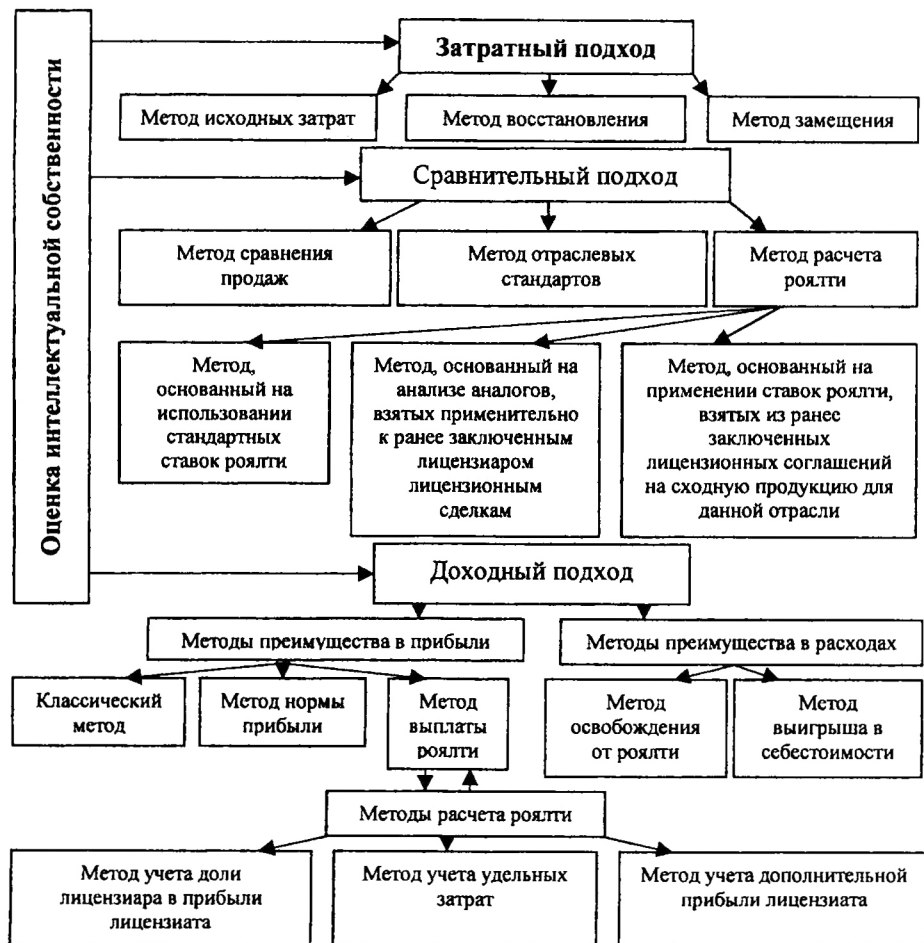 Оценка интеллектуальной собственности
Затратный подход
Метод исходных затрат
Метод восстановления
Метод замещения
Сравнительный подход
Метод сравнения
продаж
Метод отраслевых
стандартов
Метод расчета
роялти
Метод,
основанный на
использовании
стандартных
ставок роялти
Метод, основанный на
анализе аналогов,
взятых применительно
к ранее заключенным
лицензиаром
лицензионным
сделкам
Метод, основанный на
применении ставок роялти,
взятых из ранее
заключенных
лицензионных соглашений
на сходную продукцию для
данной отрасли
Доходный подход
Методы преимущества в прибыли
Методы преимущества в расходах
Классический
метод
Метод нормы
прибыли
Метод
выплаты
роялти
Метод
освобождения
от роялти
Метод
выигрыша в
себестоимости
Методы расчета роялти
Метод учета доли
лицензиара в прибыли
лицензиата
Метод учета удельных
затрат
Метод учета дополнительной
прибыли лицензиата